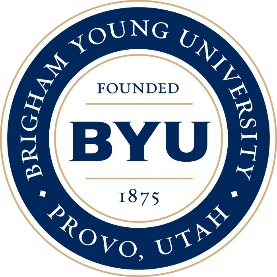 BRIGHAM YOUNG UNIVERSITY
FOUNDED
BYU
1875
PROVO, UTAH